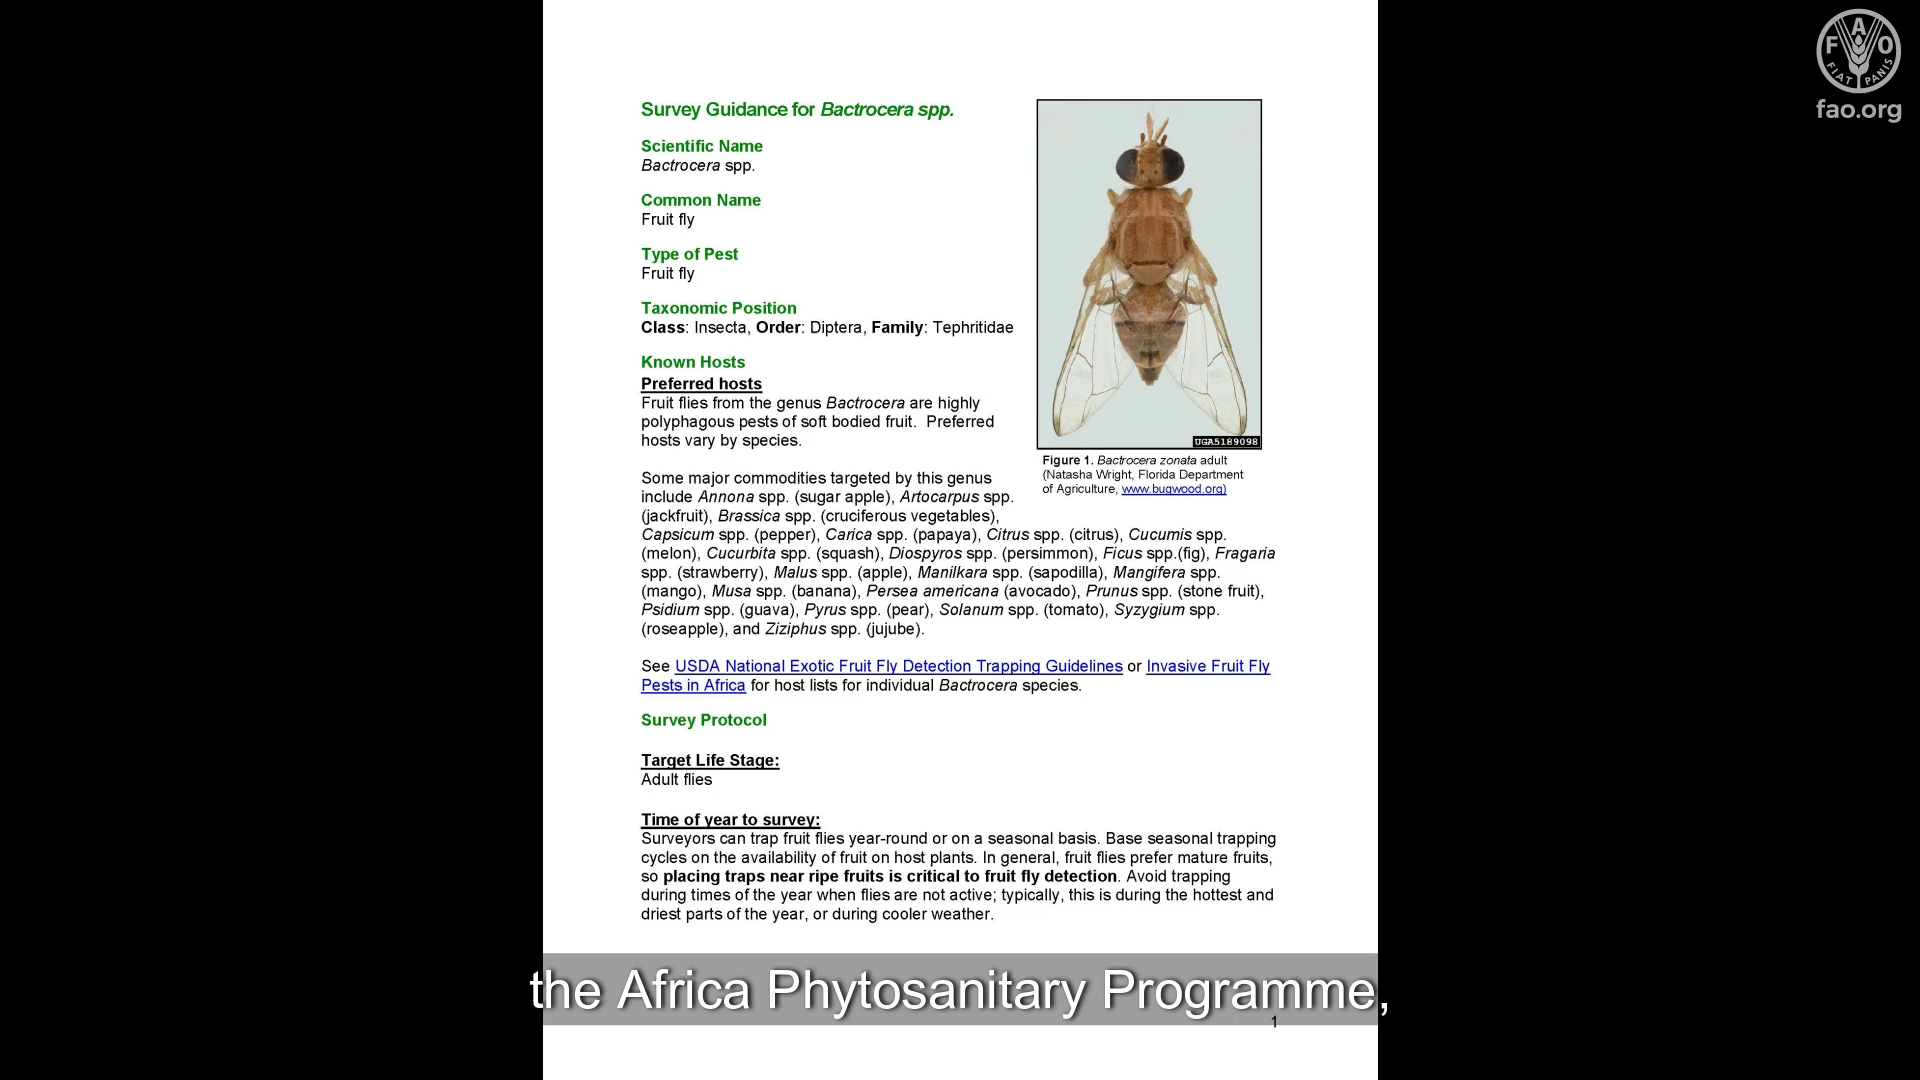 Survey Guidance for Bactrocera spp.
Scientific Name
Bactrocera spp.
Common Name
Fruit fly
Type of Pest
Fruit fly
Taxonomic Position
Class: Insecta, Order: Diptera, Family: Tephritidae
Known Hosts
Preferred hosts
Fruit flies from the genus Bactrocera are highly
polyphagous pests of soft bodied fruit. Preferred
hosts vary by species.
Some major commodities targeted by this genus
include Annona spp. (sugar apple), Artocarpus spp.
(jackfruit), Brassica spp. (cruciferous vegetables),
Capsicum spp. (pepper), Carica spp. (papaya), Citrus spp. (citrus), Cucumis spp.
(melon), Cucurbita spp. (squash), Diospyros spp. (persimmon), Ficus spp.(fig), Fragaria
spp. (strawberry), Malus spp. (apple), Manilkara spp. (sapodilla), Mangifera spp.
(mango), Musa spp. (banana), Persea americana (avocado), Prunus spp. (stone fruit),
Psidium spp. (guava), Pyrus spp. (pear), Solanum spp. (tomato), Syzygium spp.
(roseapple), and Ziziphus spp. (jujube).
See USDA National Exotic Fruit Fly Detection Trapping Guidelines or Invasive Fruit Fly
Pests in Africa for host lists for individual Bactrocera species.
Survey Protocol
Target Life Stage:
Adult flies
Time of year to survey:
Surveyors can trap fruit flies year-round or on a seasonal basis. Base seasonal trapping
cycles on the availability of fruit on host plants. In general, fruit flies prefer mature fruits,
so placing traps near ripe fruits is critical to fruit fly detection. Avoid trapping
during times of the year when flies are not active; typically, this is during the hottest and
driest parts of the year, or during cooler weather.
UGA5189098
Figure 1. Bactrocera zonata adult
(Natasha Wright, Florida Department
of Agriculture, www.bugwood.org)
the Africa Phytosanitary Programme,
1
F A O
FIAT PANIS
fao.org